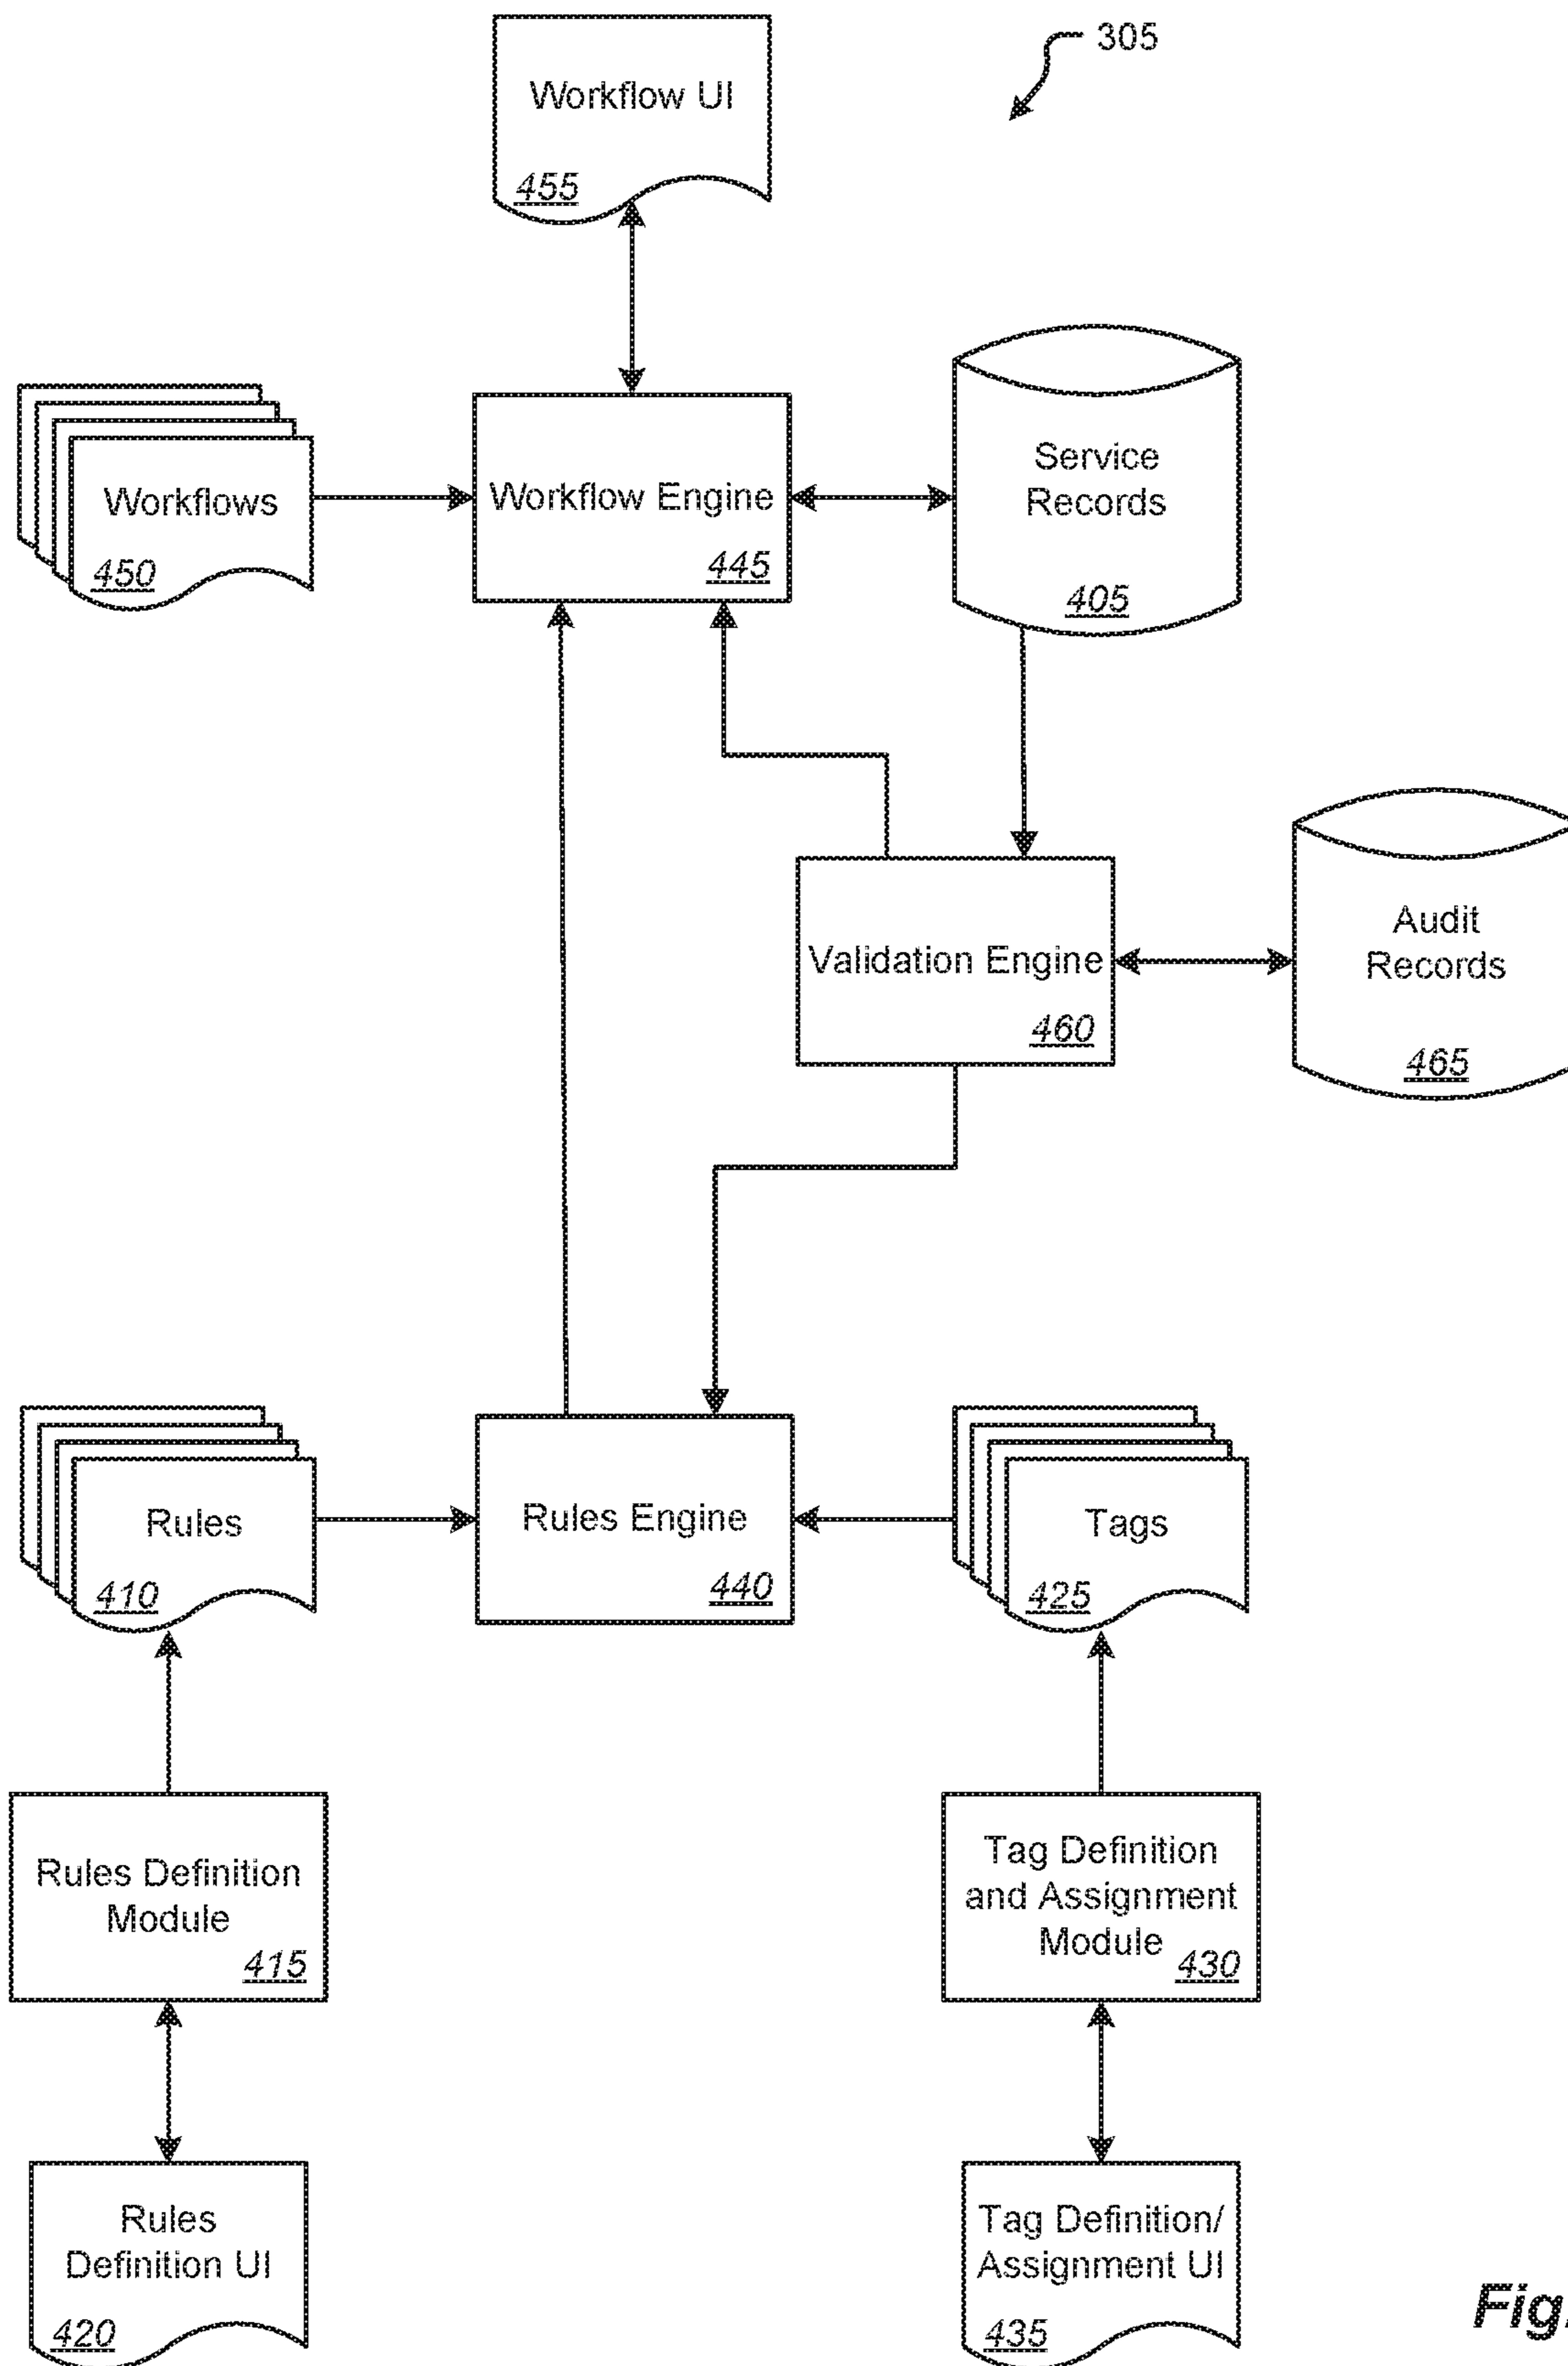 305
Workflow UI
455
Workflows
450
Workflow Engine
445
Service
Records
405
Validation Engine
460
Audit
Records
465
Rules
410
Rules Engine
440
Tags
425
Rules Definition
Module
415
Tag Definition
and Assignment
Module
430
Rules
Definition UI
420
Tag Definition/
Assignment UI
435
Fig.